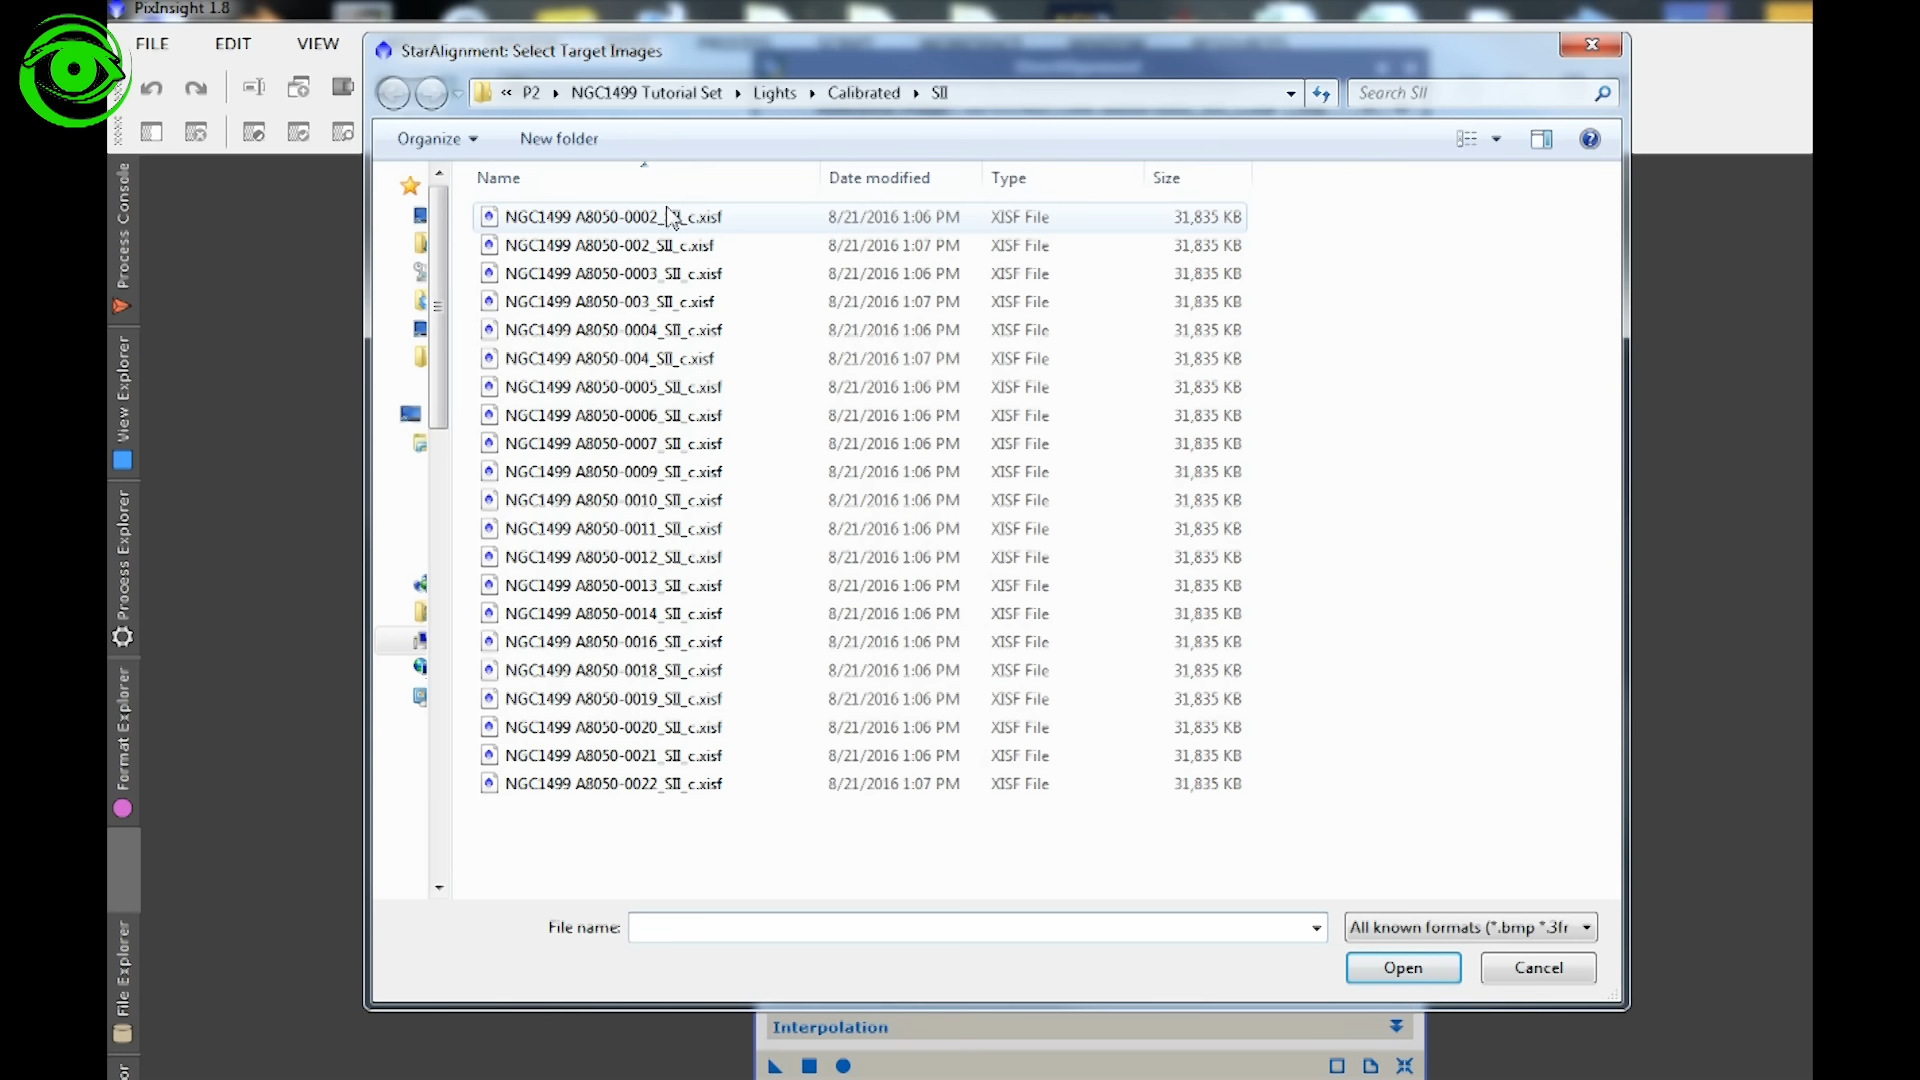 PixInsight 1.8
FILE EDIT VIEW
StarAlignment: Select Target Images
« P2 NGC1499 Tutorial Set Lights Calibrated SII
Search SII
Organize New folder
Name Date modified Type Size
NGC1499 A8050-0002_ _c.xisf 8/21/2016 1:06 PM XISF File 31,835 KB
NGC1499 A8050-002_SII_c.xisf 8/21/2016 1:07 PM XISF File 31,835 KB
NGC1499 A8050-0003_SII_c.xisf 8/21/2016 1:06 PM XISF File 31,835 KB
NGC1499 A8050-003_SII_c.xisf 8/21/2016 1:07 PM XISF File 31,835 KB
NGC1499 A8050-0004_SII_c.xisf 8/21/2016 1:06 PM XISF File 31,835 KB
NGC1499 A8050-004_SII_c.xisf 8/21/2016 1:07 PM XISF File 31,835 KB
NGC1499 A8050-0005_SII_c.xisf 8/21/2016 1:06 PM XISF File 31,835 KB
NGC1499 A8050-0006_SII_c.xisf 8/21/2016 1:06 PM XISF File 31,835 KB
NGC1499 A8050-0007_SII_c.xisf 8/21/2016 1:06 PM XISF File 31,835 KB
NGC1499 A8050-0009_SII_c.xisf 8/21/2016 1:06 PM XISF File 31,835 KB
NGC1499 A8050-0010_SII_c.xisf 8/21/2016 1:06 PM XISF File 31,835 KB
NGC1499 A8050-0011_SII_c.xisf 8/21/2016 1:06 PM XISF File 31,835 KB
NGC1499 A8050-0012_SII_c.xisf 8/21/2016 1:06 PM XISF File 31,835 KB
NGC1499 A8050-0013_SII_c.xisf 8/21/2016 1:06 PM XISF File 31,835 KB
NGC1499 A8050-0014_SII_c.xisf 8/21/2016 1:06 PM XISF File 31,835 KB
NGC1499 A8050-0016_SII_c.xisf 8/21/2016 1:06 PM XISF File 31,835 KB
NGC1499 A8050-0018_SII_c.xisf 8/21/2016 1:06 PM XISF File 31,835 KB
NGC1499 A8050-0019_SII_c.xisf 8/21/2016 1:06 PM XISF File 31,835 KB
NGC1499 A8050-0020_SII_c.xisf 8/21/2016 1:06 PM XISF File 31,835 KB
NGC1499 A8050-0021_SII_c.xisf 8/21/2016 1:06 PM XISF File 31,835 KB
NGC1499 A8050-0022_SII_c.xisf 8/21/2016 1:07 PM XISF File 31,835 KB
File name: All known formats (*.bmp *.3fr
Open Cancel
Interpolation
Process Console
View Explorer
Process Explorer
Format Explorer
File Explorer
or